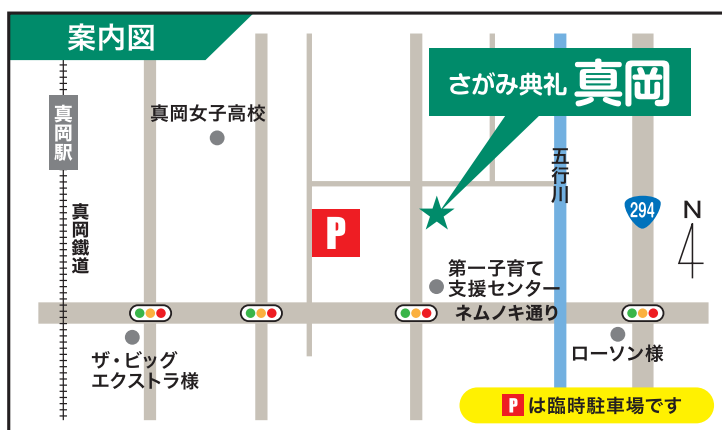 案内図
さがみ典礼 真岡
真岡女子高校
真岡駅
五行川
294
N
真岡鐵道
P
第一子育て
支援センター
ネムノキ通り
ザ・ビッグ
エクストラ様
ローソン様
Pは臨時駐車場です